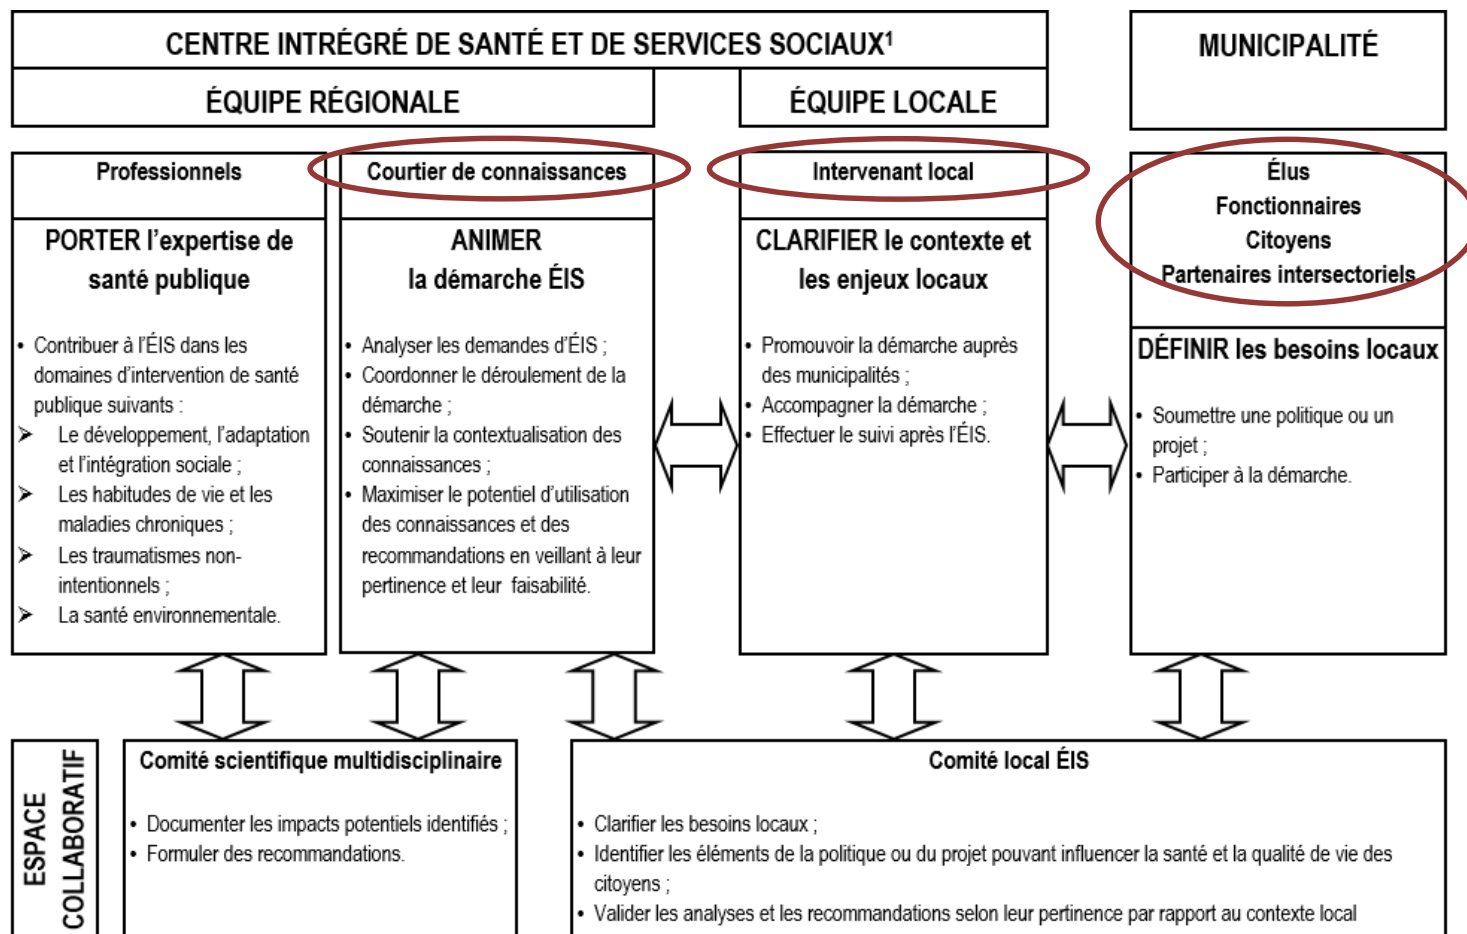 CENTRE INTRÉGRÉ DE SANTÉ ET DE SERVICES SOCIAUX¹
MUNICIPALITÉ
ÉQUIPE RÉGIONALE
ÉQUIPE LOCALE
Professionnels
PORTER l’expertise de
santé publique
• Contribuer à l’ÉIS dans les
domaines d’intervention de santé
publique suivants :
➢ Le développement, l’adaptation
et l’intégration sociale ;
➢ Les habitudes de vie et les
maladies chroniques ;
➢ Les traumatismes non-
intentionnels ;
➢ La santé environnementale.
Courtier de connaissances
ANIMER
la démarche ÉIS
• Analyser les demandes d’ÉIS ;
• Coordonner le déroulement de la
démarche ;
• Soutenir la contextualisation des
connaissances ;
• Maximiser le potentiel d’utilisation
des connaissances et des
recommandations en veillant à leur
pertinence et leur faisabilité.
Intervenant local
CLARIFIER le contexte et
les enjeux locaux
• Promouvoir la démarche auprès
des municipalités ;
• Accompagner la démarche ;
• Effectuer le suivi après l’ÉIS.
Élus
Fonctionnaires
Citoyens
Partenaires intersectoriels
DÉFINIR les besoins locaux
• Soumettre une politique ou un
projet ;
• Participer à la démarche.
ESPACE
COLLABORATIF
Comité scientifique multidisciplinaire
• Documenter les impacts potentiels identifiés ;
• Formuler des recommandations.
Comité local ÉIS
• Clarifier les besoins locaux ;
• Identifier les éléments de la politique ou du projet pouvant influencer la santé et la qualité de vie des
citoyens ;
• Valider les analyses et les recommandations selon leur pertinence par rapport au contexte local